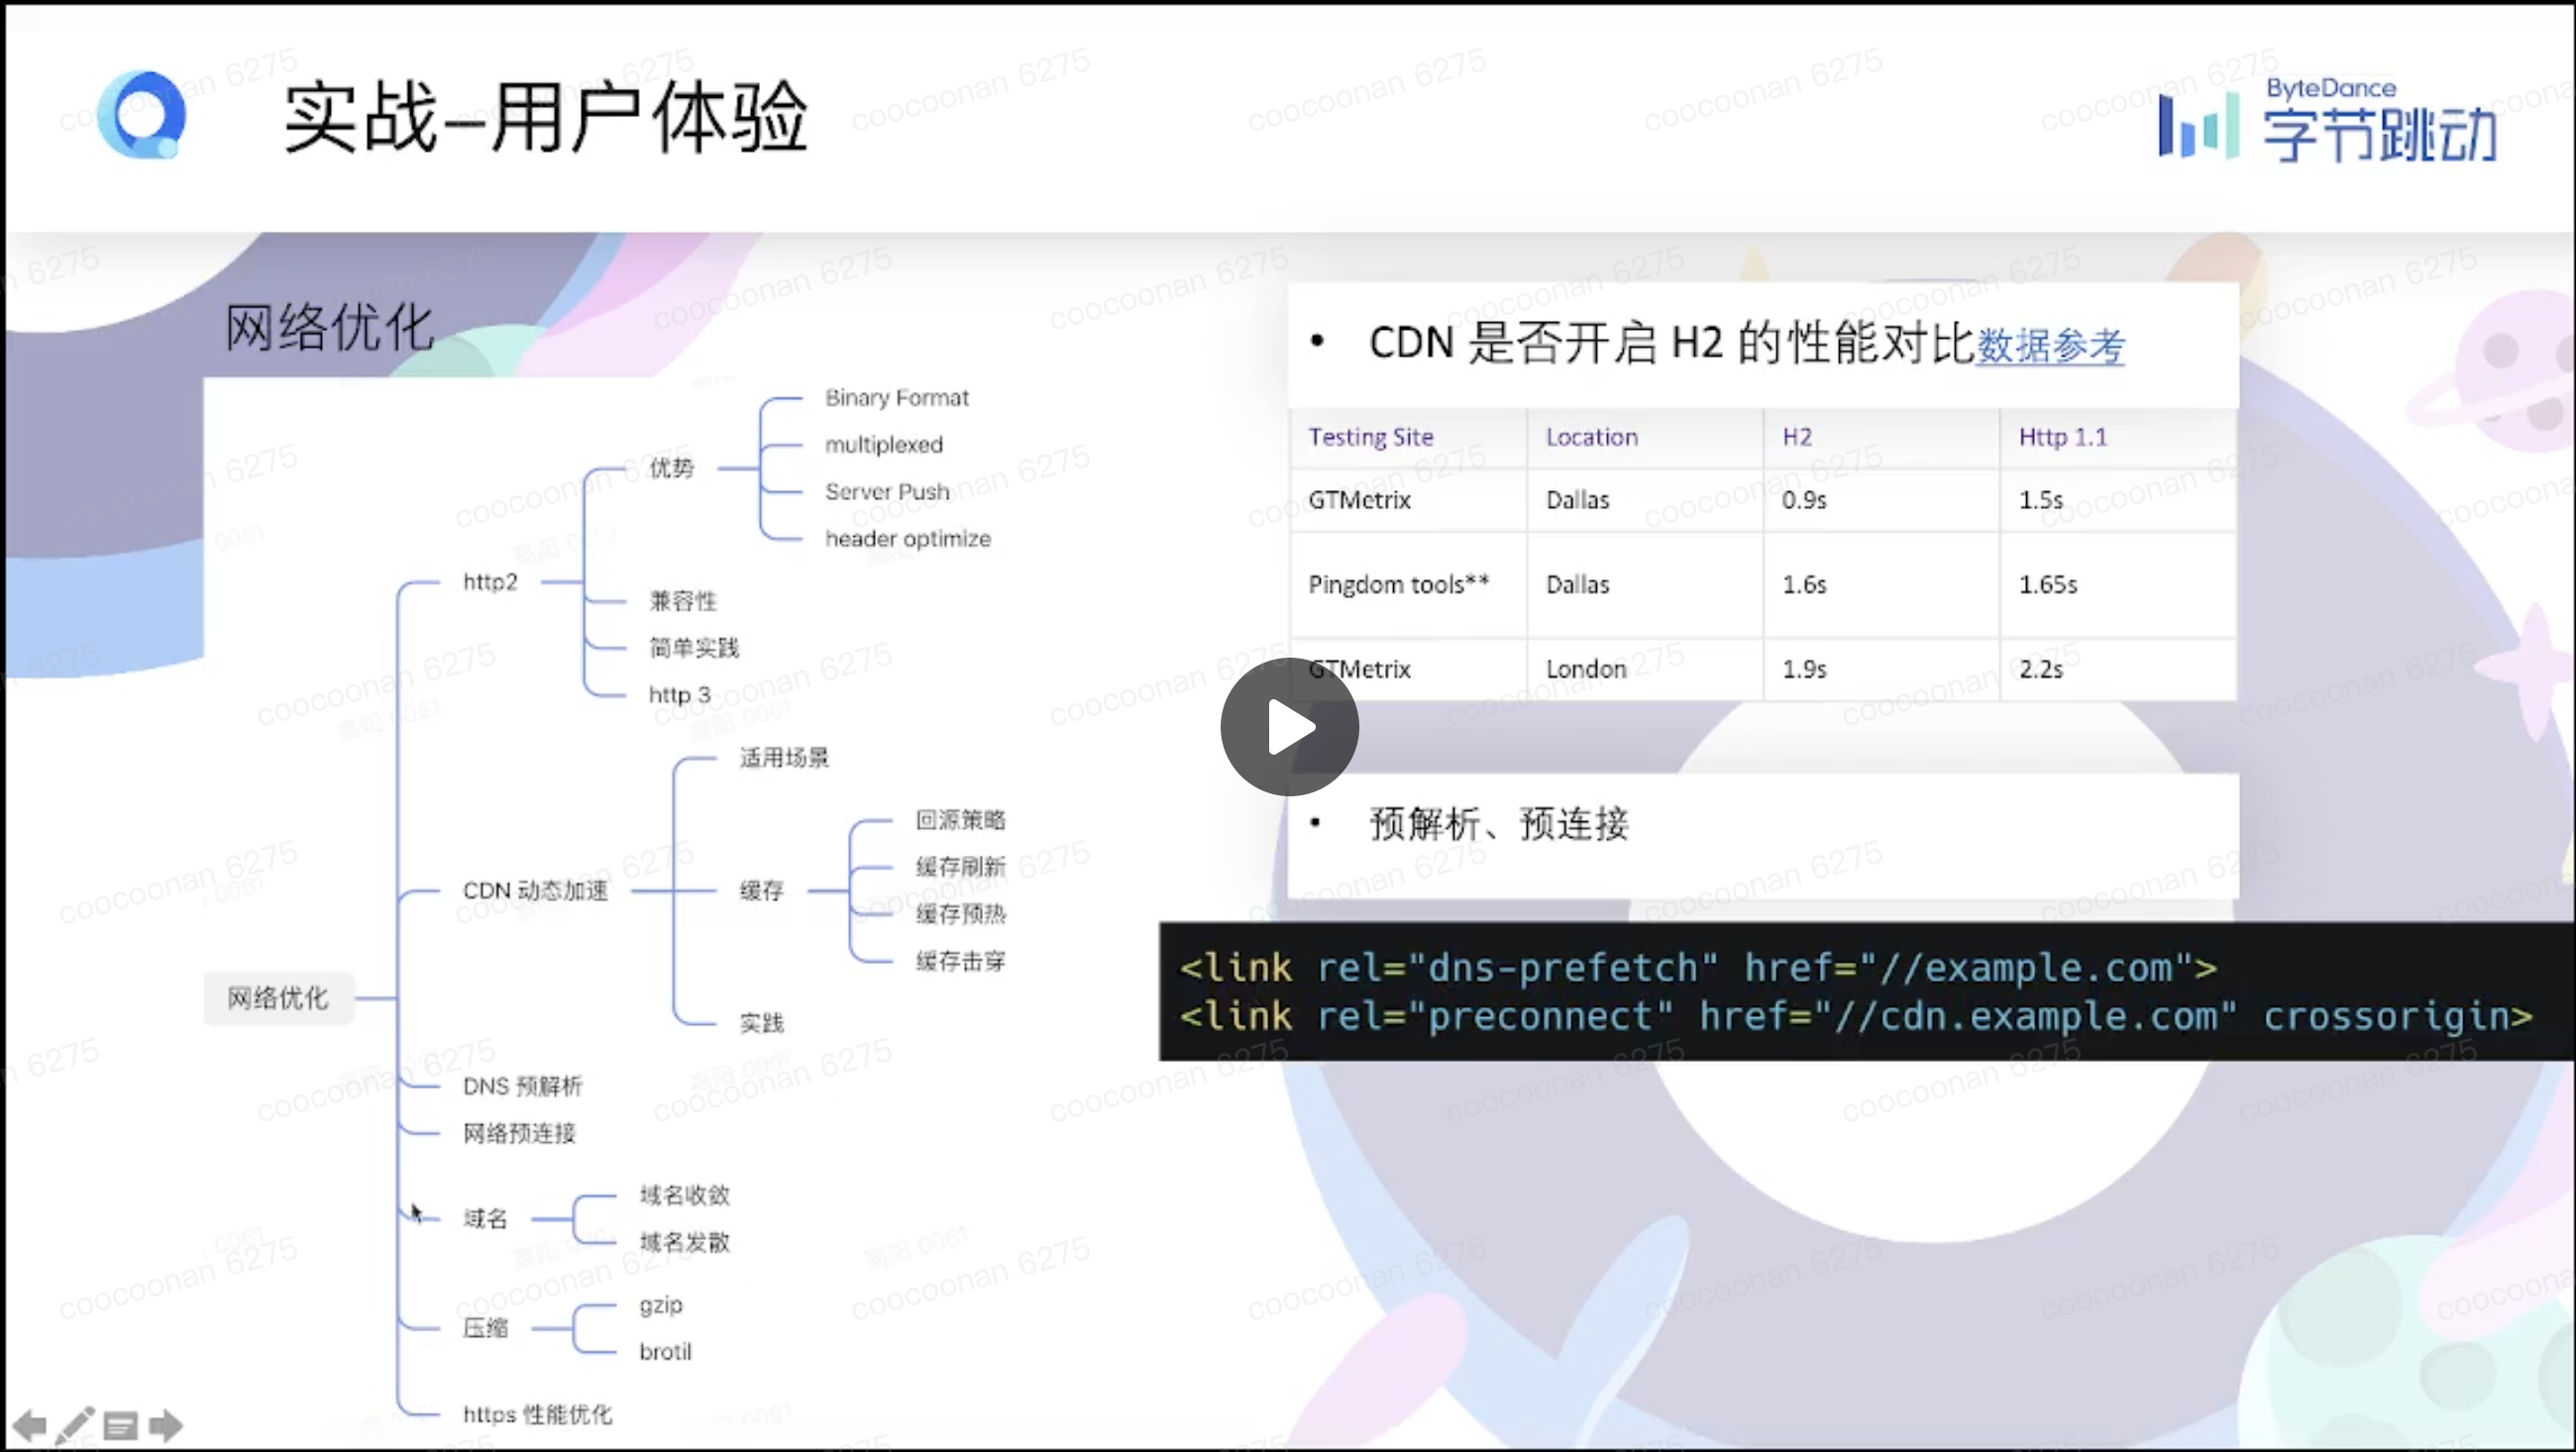 实战–用户体验
ByteDance
字节跳动
网络优化
网络优化
http2
优势
Binary Format
multiplexed
Server Push
header optimize
兼容性
简单实践
http 3
CDN 动态加速
适用场景
缓存
回源策略
缓存刷新
缓存预热
缓存击穿
实践
DNS 预解析
网络预连接
域名
域名收敛
域名发散
压缩
gzip
brotil
https 性能优化
• CDN 是否开启 H2 的性能对比数据参考
Testing Site Location H2 Http 1.1
GTMetrix Dallas 0.9s 1.5s
Pingdom tools** Dallas 1.6s 1.65s
GTMetrix London 1.9s 2.2s
• 预解析、预连接
<link rel="dns-prefetch" href="//example.com">
<link rel="preconnect" href="//cdn.example.com" crossorigin>
coocoonan 6275
高阳 0061